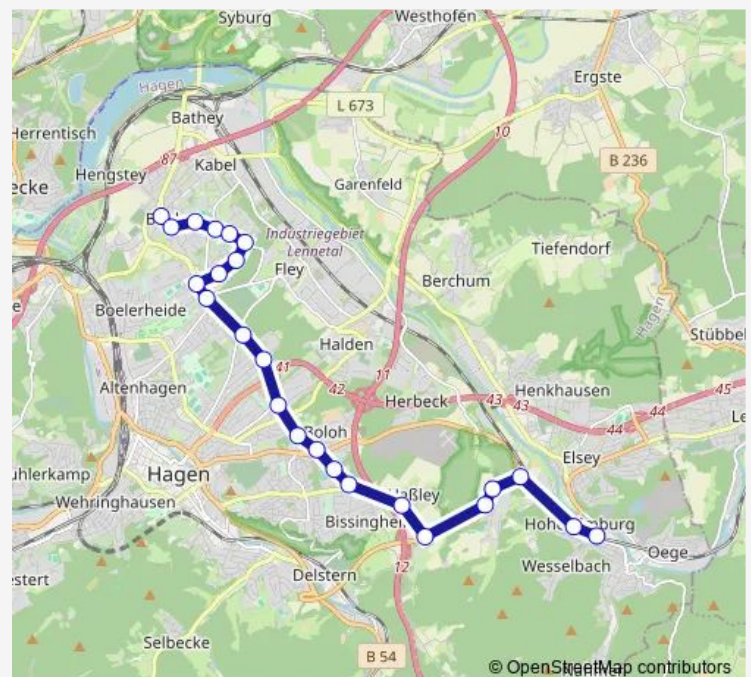 Syburg
Westhofen
Hagen
Ergste
L 673
Bathey
10
Herrentisch
87
Kabel
B 236
Hengstey
Garenfeld
ecke
Industriegebiet
Lennetal
Tiefendorf
Fley
Berchum
Boelerheide
Hagen
Stübbel
Halden
41
11
Altenhagen
42
Henkhausen
45
Herbeck
43
43
44
44
Boloh
Elsey
Hagen
uhlerkamp
Wehringhausen
Haßley
Bissinghei
Oege
Wesselbach
estert
12
Delstern
Selbecke
B 54
© OpenStreetMap contributors